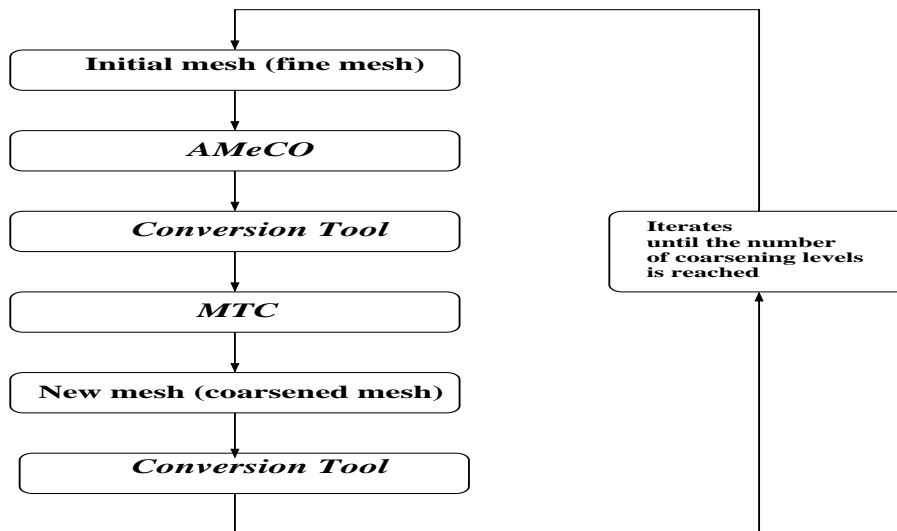 Initial mesh (fine mesh)
AMeCO
Conversion Tool
MTC
New mesh (coarsened mesh)
Conversion Tool
Iterates
until the number
of coarsening levels
is reached